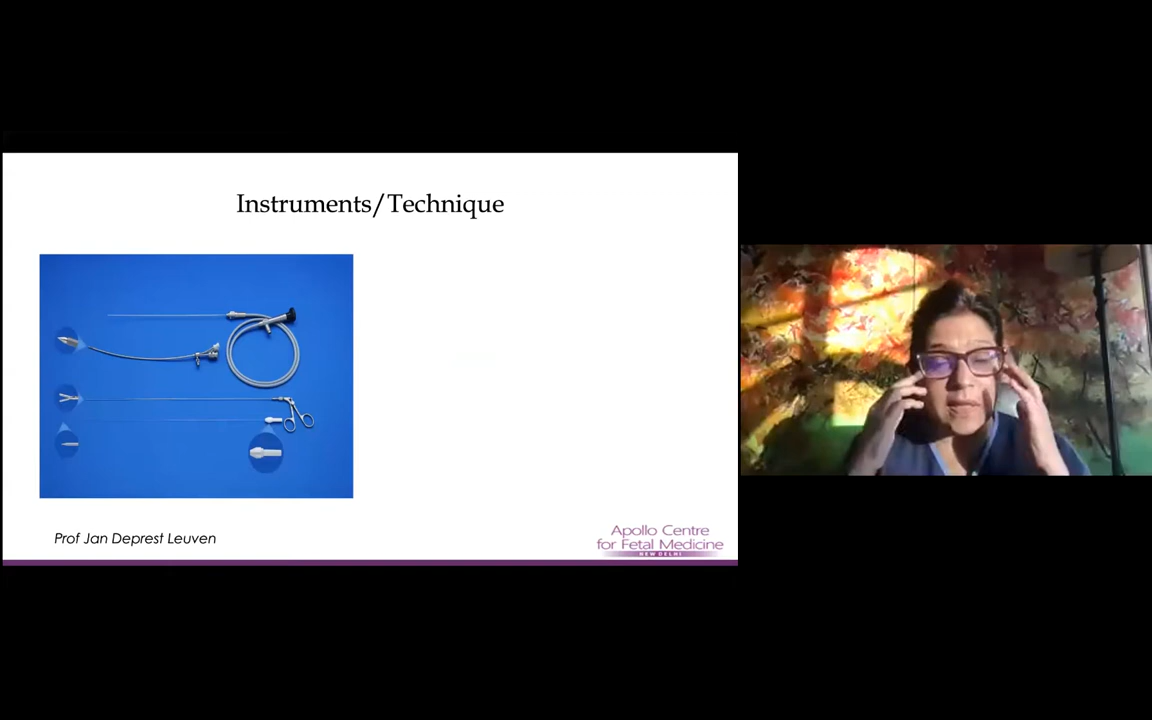 Instruments/Technique
Prof Jan Deprest Leuven
Apollo Centre
for Fetal Medicine
NEW DELHI